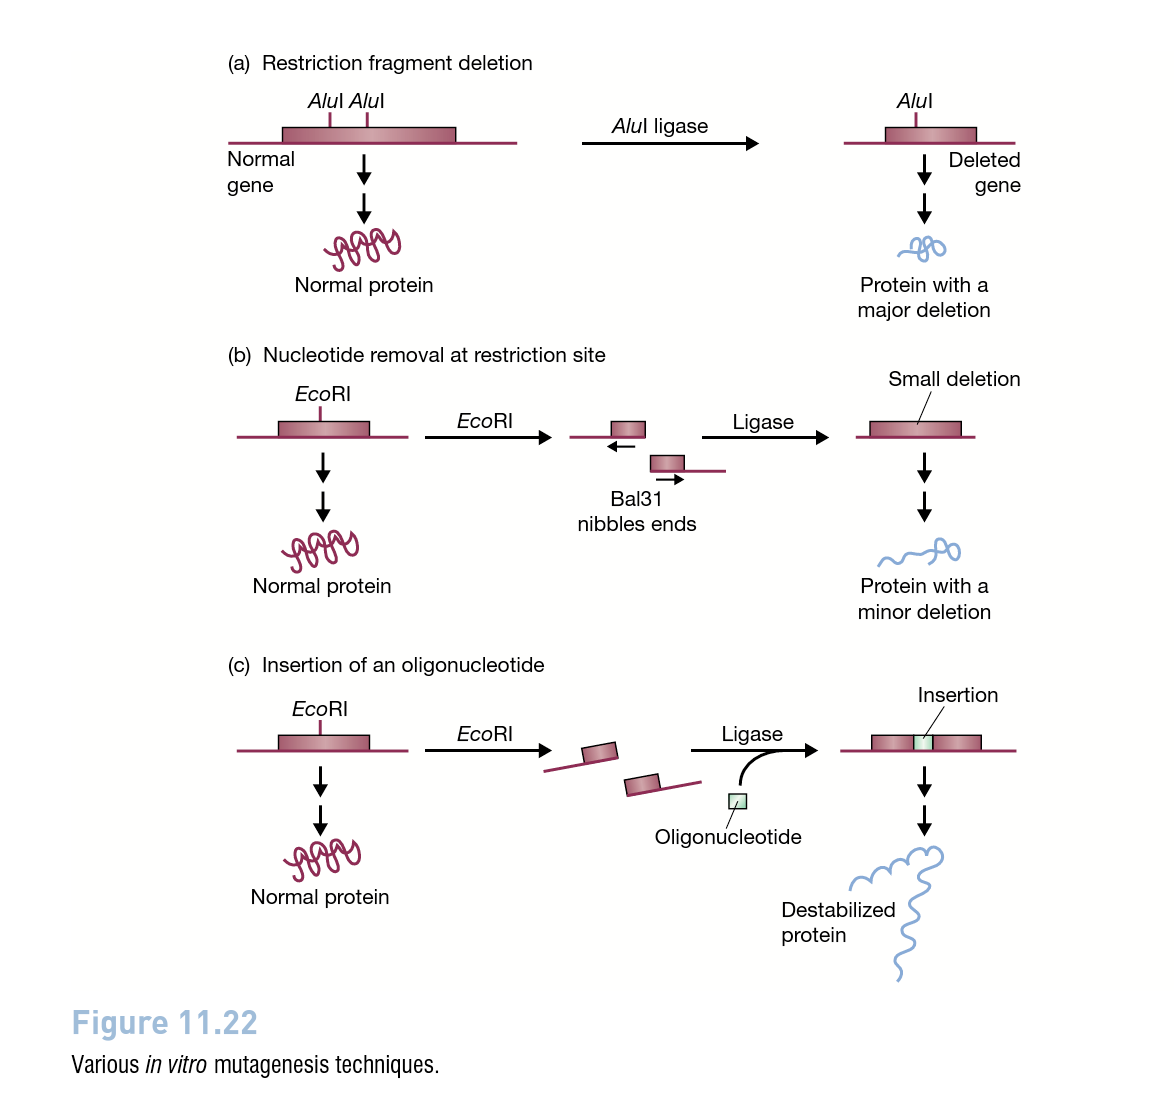 (a) Restriction fragment deletion
AluI AluI
AluI ligase
AluI
Normal
gene
Deleted
gene
Normal protein
Protein with a
major deletion
(b) Nucleotide removal at restriction site
EcoRI
EcoRI
Ligase
Small deletion
Bal31
nibbles ends
Normal protein
Protein with a
minor deletion
(c) Insertion of an oligonucleotide
EcoRI
EcoRI
Ligase
Insertion
Oligonucleotide
Normal protein
Destabilized
protein
Figure 11.22
Various in vitro mutagenesis techniques.